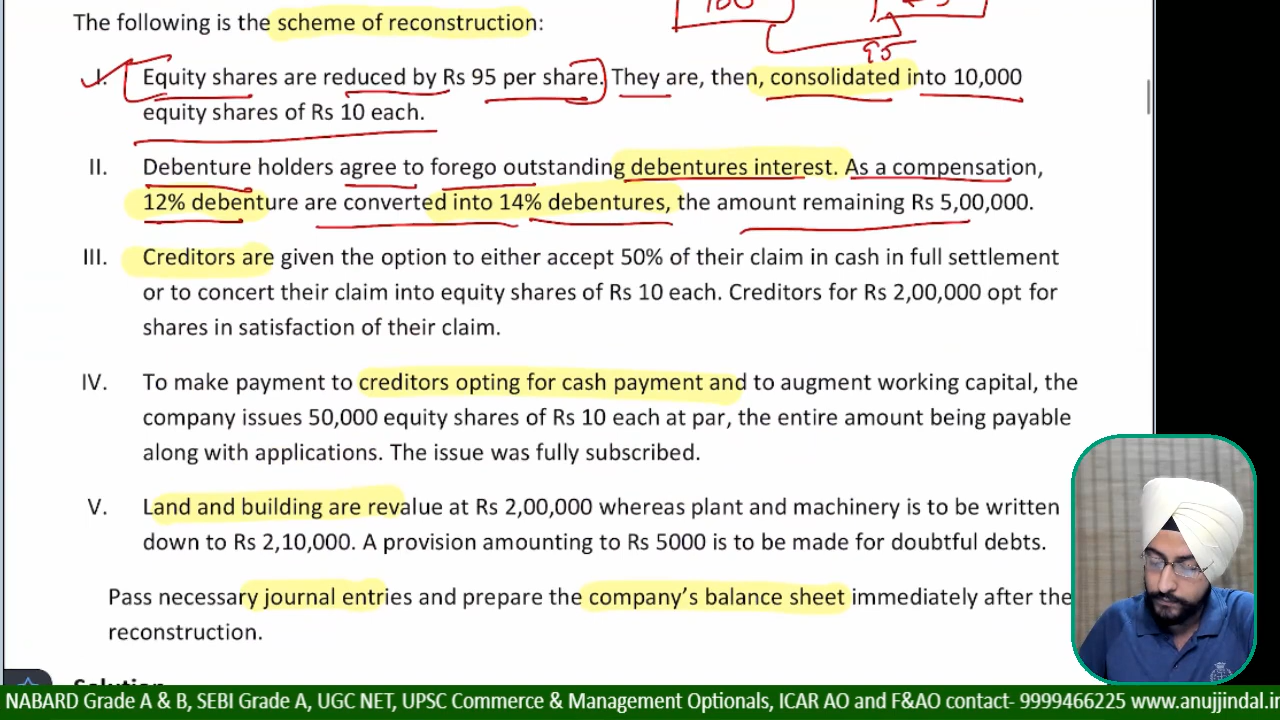 100
The following is the scheme of reconstruction:
95
I. Equity shares are reduced by Rs 95 per share. They are, then, consolidated into 10,000
equity shares of Rs 10 each.
II. Debenture holders agree to forego outstanding debentures interest. As a compensation,
12% debenture are converted into 14% debentures, the amount remaining Rs 5,00,000.
III. Creditors are given the option to either accept 50% of their claim in cash in full settlement
or to concert their claim into equity shares of Rs 10 each. Creditors for Rs 2,00,000 opt for
shares in satisfaction of their claim.
IV. To make payment to creditors opting for cash payment and to augment working capital, the
company issues 50,000 equity shares of Rs 10 each at par, the entire amount being payable
along with applications. The issue was fully subscribed.
V. Land and building are revalue at Rs 2,00,000 whereas plant and machinery is to be written
down to Rs 2,10,000. A provision amounting to Rs 5000 is to be made for doubtful debts.
Pass necessary journal entries and prepare the company's balance sheet immediately after the
reconstruction.
Solution
NABARD Grade A & B, SEBI Grade A, UGC NET, UPSC Commerce & Management Optionals, ICAR AO and F&AO contact- 9999466225 www.anujjindal.i